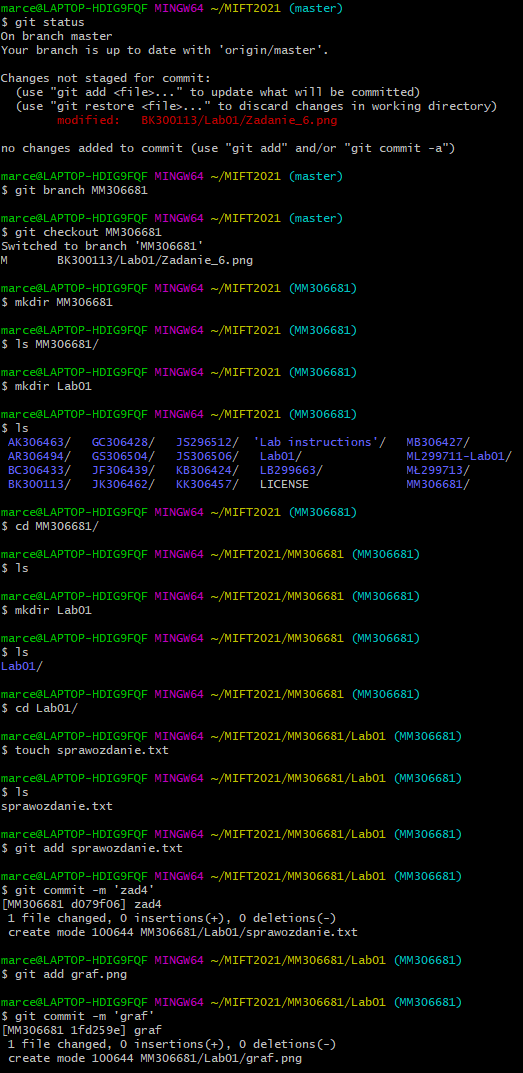 marce@LAPTOP-HDIG9FQF MINGW64 ~/MIFT2021 (master)
$ git status
On branch master
Your branch is up to date with 'origin/master'.

Changes not staged for commit:
  (use "git add <file>..." to update what will be committed)
  (use "git restore <file>..." to discard changes in working directory)
        modified:   BK300113/Lab01/Zadanie_6.png

no changes added to commit (use "git add" and/or "git commit -a")

marce@LAPTOP-HDIG9FQF MINGW64 ~/MIFT2021 (master)
$ git branch MM306681

marce@LAPTOP-HDIG9FQF MINGW64 ~/MIFT2021 (master)
$ git checkout MM306681
Switched to branch 'MM306681'
M       BK300113/Lab01/Zadanie_6.png

marce@LAPTOP-HDIG9FQF MINGW64 ~/MIFT2021 (MM306681)
$ mkdir MM306681

marce@LAPTOP-HDIG9FQF MINGW64 ~/MIFT2021 (MM306681)
$ ls MM306681/

marce@LAPTOP-HDIG9FQF MINGW64 ~/MIFT2021 (MM306681)
$ mkdir Lab01

marce@LAPTOP-HDIG9FQF MINGW64 ~/MIFT2021 (MM306681)
$ ls
 AK306463/   GC306428/   JS296512/  'Lab instructions'/   MB306427/
 AR306494/   GS306504/   JS306506/   Lab01/               ML299711-Lab01/
 BC306433/   JF306439/   KB306424/   LB299663/            ML299713/
 BK300113/   JK306462/   KK306457/   LICENSE              MM306681/

marce@LAPTOP-HDIG9FQF MINGW64 ~/MIFT2021 (MM306681)
$ cd MM306681/

marce@LAPTOP-HDIG9FQF MINGW64 ~/MIFT2021/MM306681 (MM306681)
$ ls

marce@LAPTOP-HDIG9FQF MINGW64 ~/MIFT2021/MM306681 (MM306681)
$ mkdir Lab01

marce@LAPTOP-HDIG9FQF MINGW64 ~/MIFT2021/MM306681 (MM306681)
$ ls
Lab01/

marce@LAPTOP-HDIG9FQF MINGW64 ~/MIFT2021/MM306681 (MM306681)
$ cd Lab01/

marce@LAPTOP-HDIG9FQF MINGW64 ~/MIFT2021/MM306681/Lab01 (MM306681)
$ touch sprawozdanie.txt

marce@LAPTOP-HDIG9FQF MINGW64 ~/MIFT2021/MM306681/Lab01 (MM306681)
$ ls
sprawozdanie.txt

marce@LAPTOP-HDIG9FQF MINGW64 ~/MIFT2021/MM306681/Lab01 (MM306681)
$ git add sprawozdanie.txt

marce@LAPTOP-HDIG9FQF MINGW64 ~/MIFT2021/MM306681/Lab01 (MM306681)
$ git commit -m 'zad4'
[MM306681 d079f06] zad4
 1 file changed, 0 insertions(+), 0 deletions(-)
 create mode 100644 MM306681/Lab01/sprawozdanie.txt

marce@LAPTOP-HDIG9FQF MINGW64 ~/MIFT2021/MM306681/Lab01 (MM306681)
$ git add graf.png

marce@LAPTOP-HDIG9FQF MINGW64 ~/MIFT2021/MM306681/Lab01 (MM306681)
$ git commit -m 'graf'
[MM306681 1fd259e] graf
 1 file changed, 0 insertions(+), 0 deletions(-)
 create mode 100644 MM306681/Lab01/graf.png